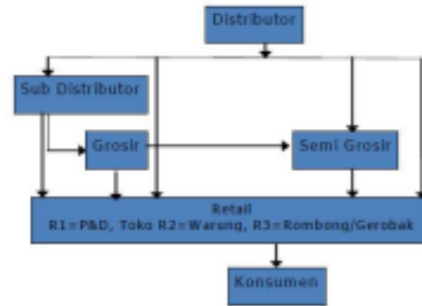 Distributor
Sub Distributor
Grosir
Semi Grosir
Retail
R1=P&D, Toko R2=Warung, R3=Rombong/Gerobak
Konsumen